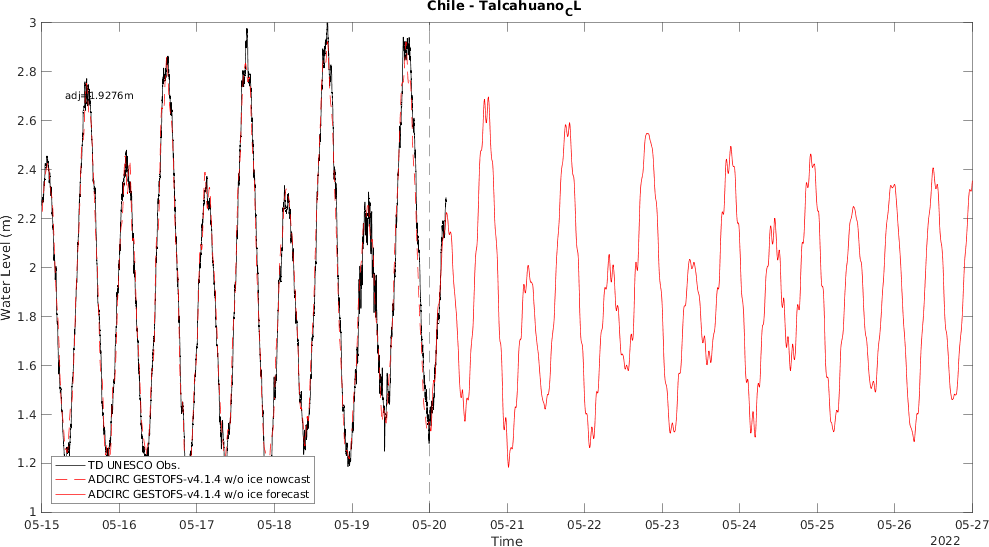 Chile - Talcahuano_CL
adj=1.9276m
Water Level (m)
3
2.8
2.6
2.4
2.2
2
1.8
1.6
1.4
1.2
1
TD UNESCO Obs.
ADCIRC GESTOFS-v4.1.4 w/o ice nowcast
ADCIRC GESTOFS-v4.1.4 w/o ice forecast
05-15 05-16 05-17 05-18 05-19 05-20 05-21 05-22 05-23 05-24 05-25 05-26 05-27
Time
2022